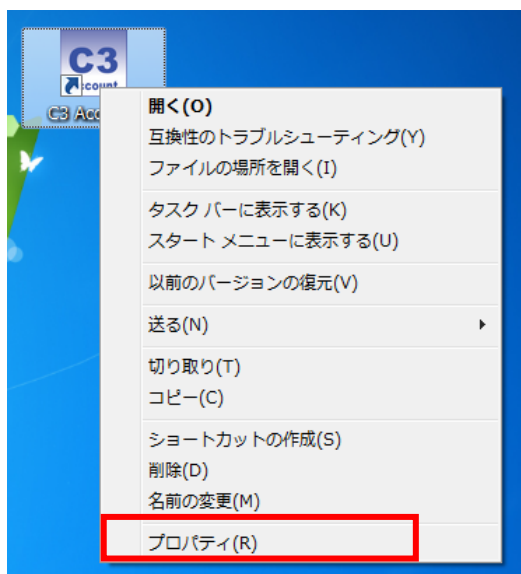 C3
Account
C3 Acc
開く(O)
互換性のトラブルシューティング(Y)
ファイルの場所を開く(I)
タスク バーに表示する(K)
スタート メニューに表示する(U)
以前のバージョンの復元(V)
送る(N)
切り取り(T)
コピー(C)
ショートカットの作成(S)
削除(D)
名前の変更(M)
プロパティ(R)